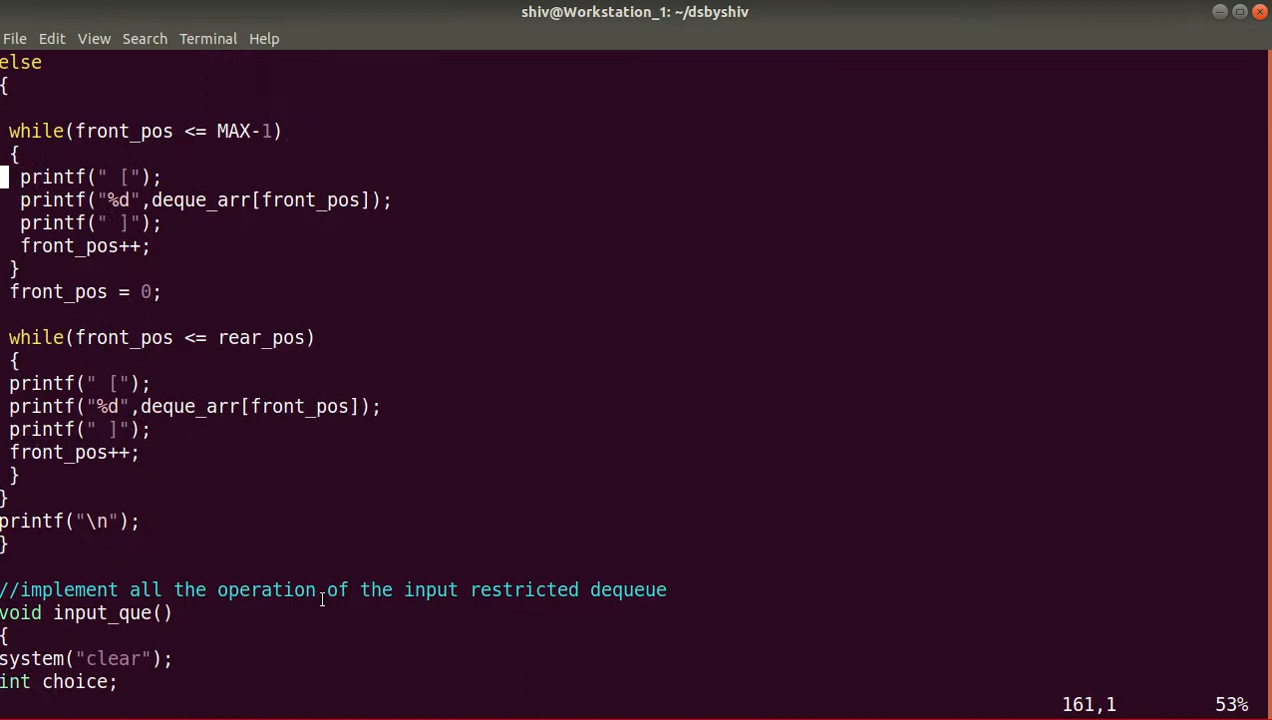 shiv@Workstation_1: ~/dsbyshiv
File Edit View Search Terminal Help
else
{
while(front_pos <= MAX-1)
{
printf(" [");
printf("%d",deque_arr[front_pos]);
printf(" ]");
front_pos++;
}
front_pos = 0;
while(front_pos <= rear_pos)
{
printf(" [");
printf("%d",deque_arr[front_pos]);
printf(" ]");
front_pos++;
}
}
printf("\n");
}
//implement all the operation of the input restricted dequeue
void input_que()
{
system("clear");
int choice;
161,1 53%